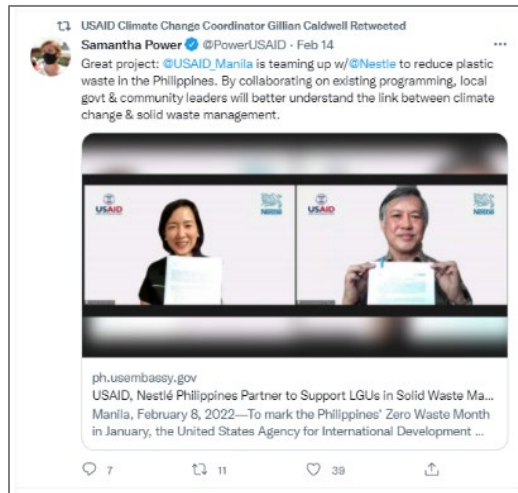 USAID Climate Change Coordinator Gillian Caldwell Retweeted
Samantha Power @PowerUSAID · Feb 14
Great project: @USAID_Manila is teaming up w/@Nestle to reduce plastic
waste in the Philippines. By collaborating on existing programming, local
govt & community leaders will better understand the link between climate
change & solid waste management.
USAID
Nestlé
USAID
Nestlé
ph.usembassy.gov
USAID, Nestlé Philippines Partner to Support LGUs in Solid Waste Ma...
Manila, February 8, 2022—To mark the Philippines' Zero Waste Month
in January, the United States Agency for International Development ...
7
11
39